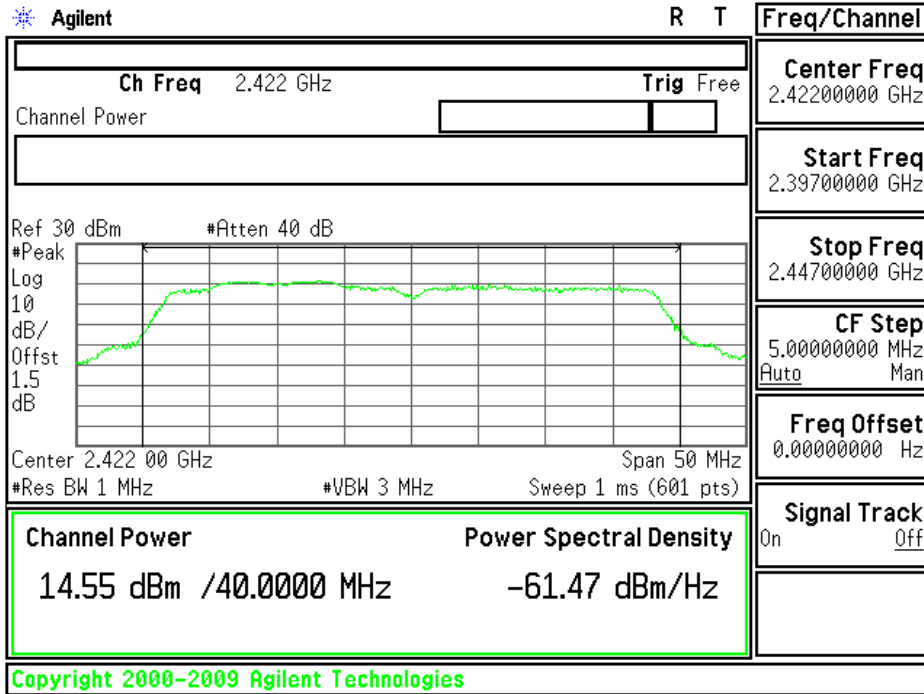 Agilent R T Freq/Channel
Ch Freq 2.422 GHz Trig Free
Channel Power
Center Freq
2.42200000 GHz
Start Freq
2.39700000 GHz
Stop Freq
2.44700000 GHz
CF Step
5.00000000 MHz
Auto Man
Freq Offset
0.00000000 Hz
Signal Track
On Off
Ref 30 dBm #Atten 40 dB
#Peak
Log
10
dB/
Offst
1.5
dB
Center 2.422 00 GHz Span 50 MHz
#Res BW 1 MHz #VBW 3 MHz Sweep 1 ms (601 pts)
Channel Power Power Spectral Density
14.55 dBm /40.0000 MHz -61.47 dBm/Hz
Copyright 2000-2009 Agilent Technologies